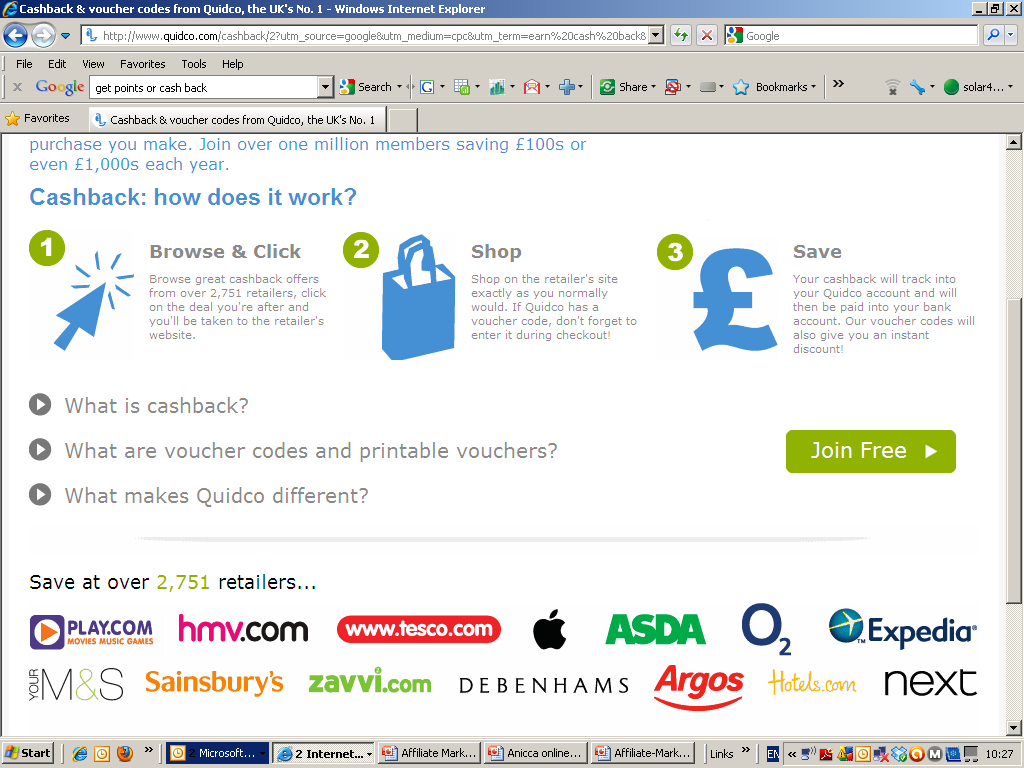 Cashback & voucher codes from Quidco, the UK's No. 1 - Windows Internet Explorer
http://www.quidco.com/cashback/2?utm_source=google&utm_medium=cpc&utm_term=earn%20cash%20back&
Google
File Edit View Favorites Tools Help
Google get points or cash back Search Share Bookmarks solar4...
Favorites Cashback & voucher codes from Quidco, the UK's No. 1
purchase you make. Join over one million members saving £100s or
even £1,000s each year.
Cashback: how does it work?
1 Browse & Click
Browse great cashback offers
from over 2,751 retailers, click
on the deal you're after and
you'll be taken to the retailer's
website.
2 Shop
Shop on the retailer's site
exactly as you normally
would. If Quidco has a
voucher code, don't forget to
enter it during checkout!
3 £ Save
Your cashback will track into
your Quidco account and will
then be paid into your bank
account. Our voucher codes will
also give you an instant
discount!
What is cashback?
What are voucher codes and printable vouchers?
What makes Quidco different?
Join Free
Save at over 2,751 retailers...
PLAY.COM
MOVIES MUSIC GAMES
hmv.com
www.tesco.com
ASDA
O2
Expedia®
YOUR M&S
Sainsbury's
zavvi.com
DEBENHAMS
Argos
Hotels.com
next
Start 2 Microsoft... 2 Internet... Affiliate Mark... Anicca online... Affiliate-Mark... Links EN 10:27